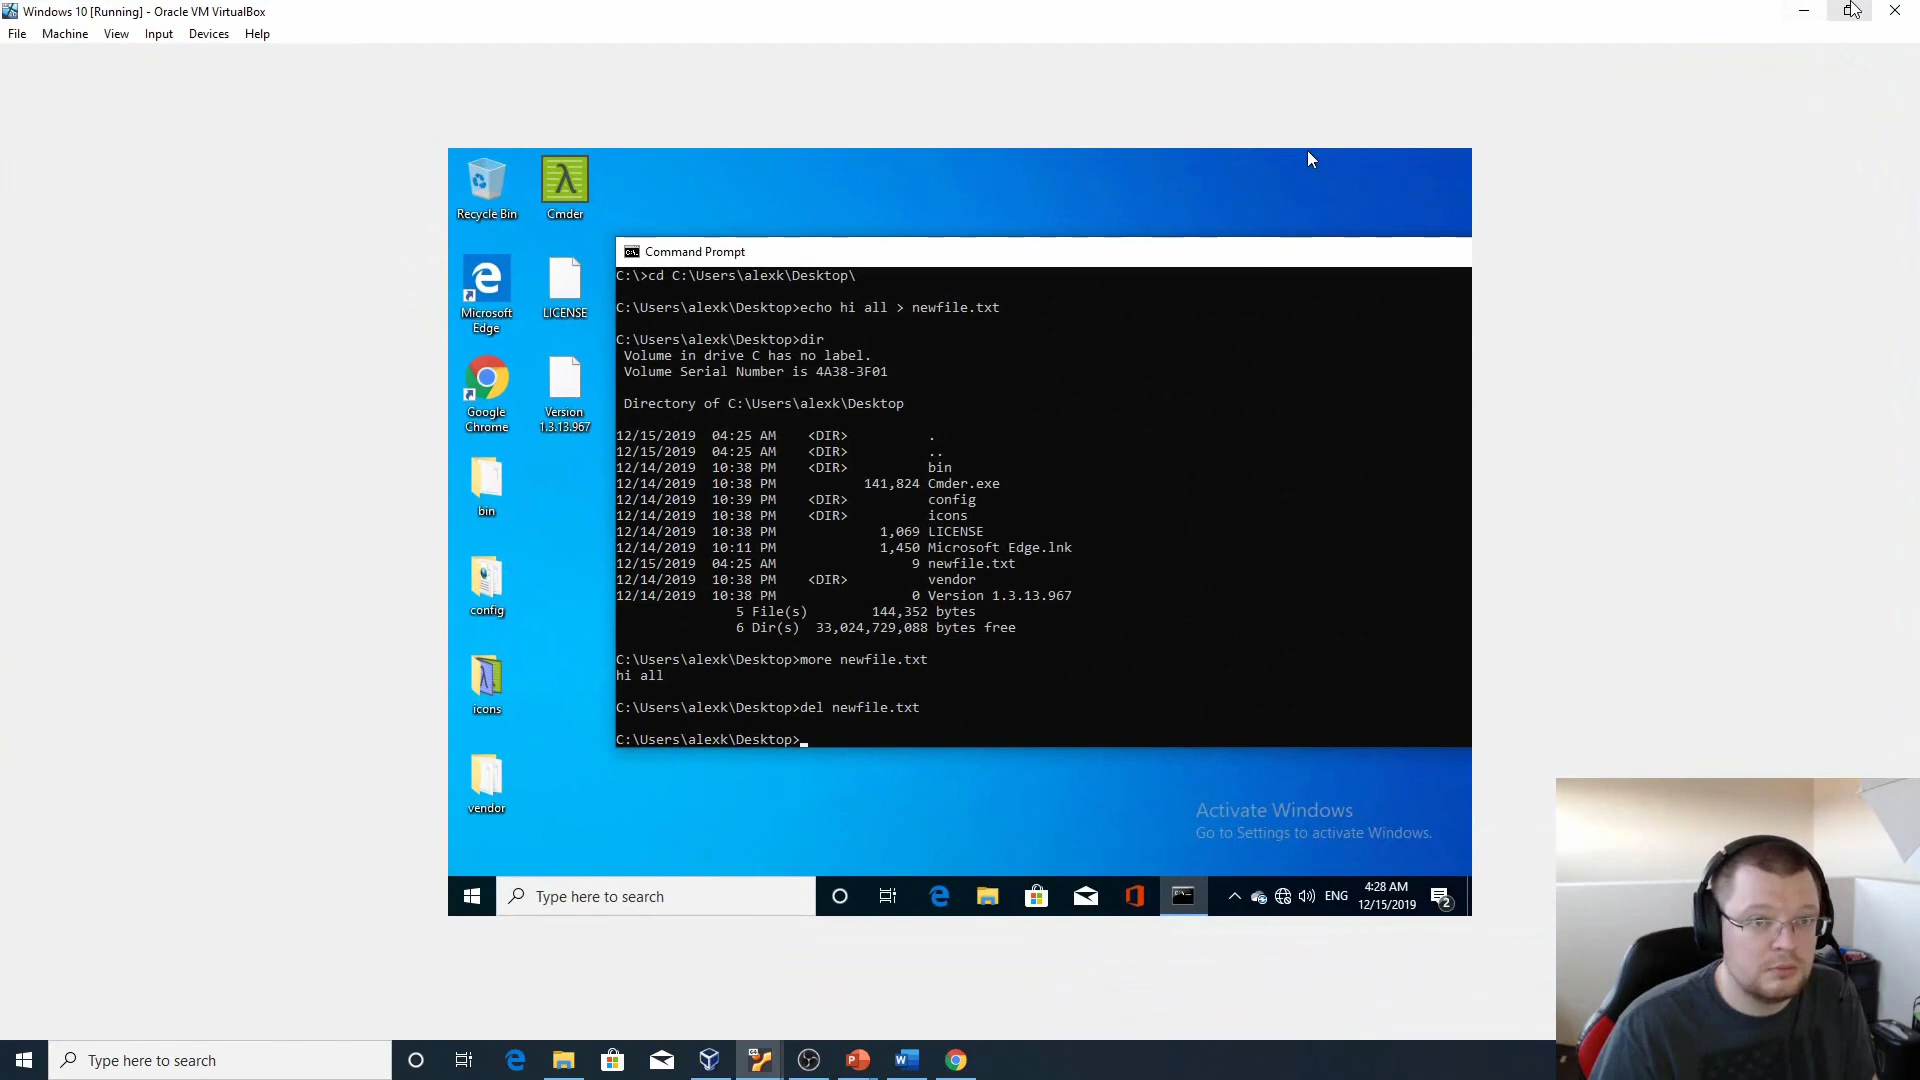 Windows 10 [Running] - Oracle VM VirtualBox
File Machine View Input Devices Help
Recycle Bin
Cmder
Microsoft
Edge
LICENSE
Google
Chrome
Version
1.3.13.967
bin
config
icons
vendor
Command Prompt
C:\>cd C:\Users\alexk\Desktop\
C:\Users\alexk\Desktop>echo hi all > newfile.txt
C:\Users\alexk\Desktop>dir
Volume in drive C has no label.
Volume Serial Number is 4A38-3F01
Directory of C:\Users\alexk\Desktop
12/15/2019 04:25 AM <DIR> .
12/15/2019 04:25 AM <DIR> ..
12/14/2019 10:38 PM <DIR> bin
12/14/2019 10:38 PM 141,824 Cmder.exe
12/14/2019 10:39 PM <DIR> config
12/14/2019 10:38 PM <DIR> icons
12/14/2019 10:38 PM 1,069 LICENSE
12/14/2019 10:11 PM 1,450 Microsoft Edge.lnk
12/15/2019 04:25 AM 9 newfile.txt
12/14/2019 10:38 PM <DIR> vendor
12/14/2019 10:38 PM 0 Version 1.3.13.967
5 File(s) 144,352 bytes
6 Dir(s) 33,024,729,088 bytes free
C:\Users\alexk\Desktop>more newfile.txt
hi all
C:\Users\alexk\Desktop>del newfile.txt
C:\Users\alexk\Desktop>_
Activate Windows
Go to Settings to activate Windows.
Type here to search
ENG
4:28 AM
12/15/2019
2
Type here to search